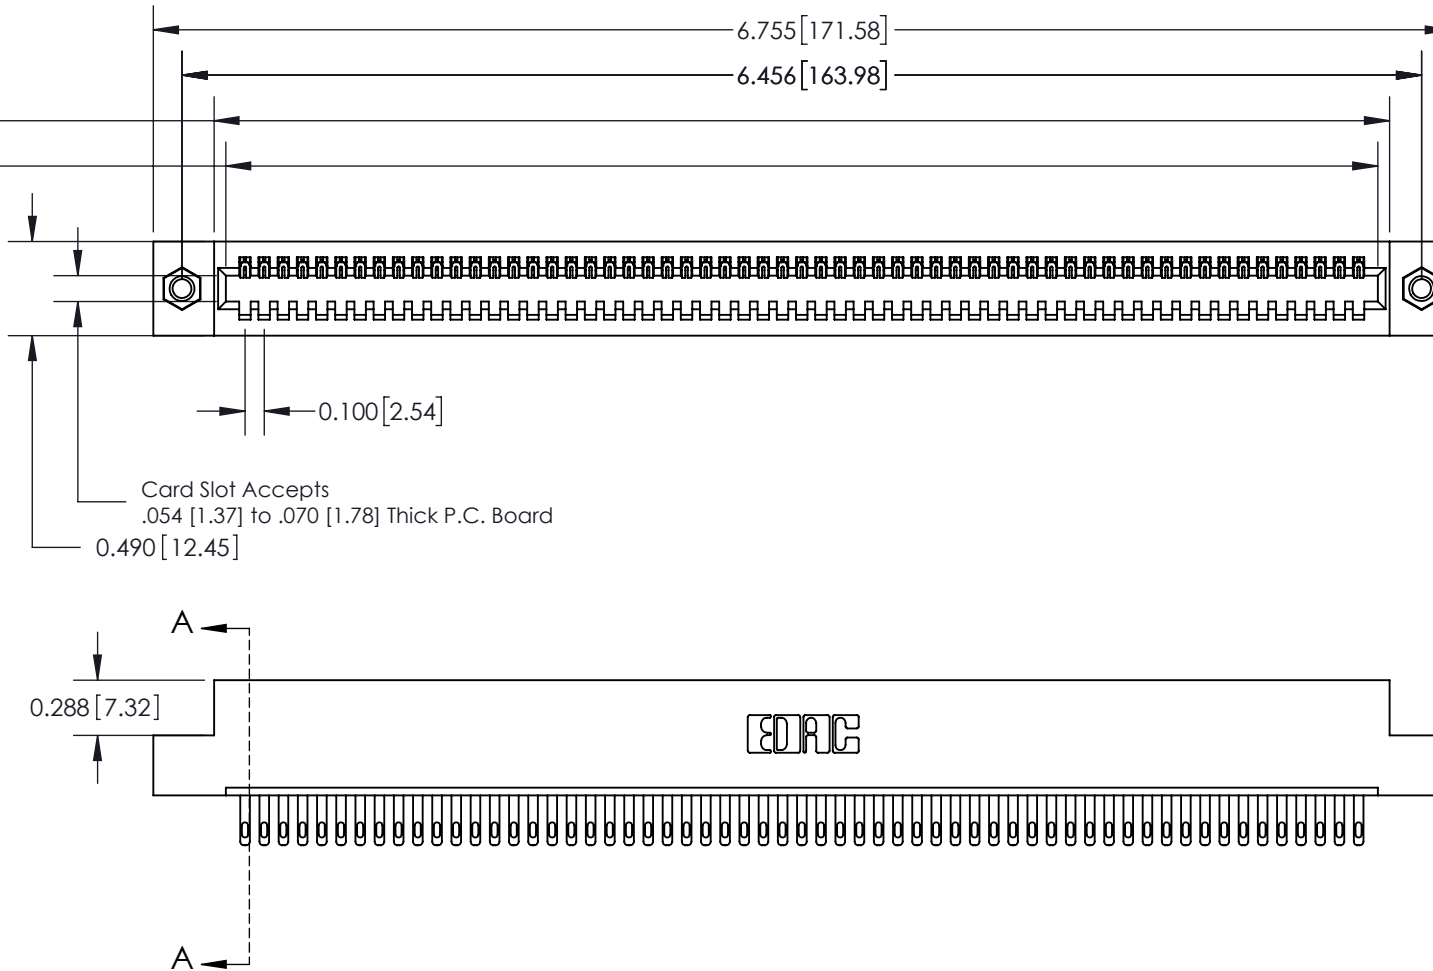 6.755[171.58]
6.456[163.98]
0.100[2.54]
Card Slot Accepts
.054 [1.37] to .070 [1.78] Thick P.C. Board
0.490[12.45]
A
0.288[7.32]
EDAC
A